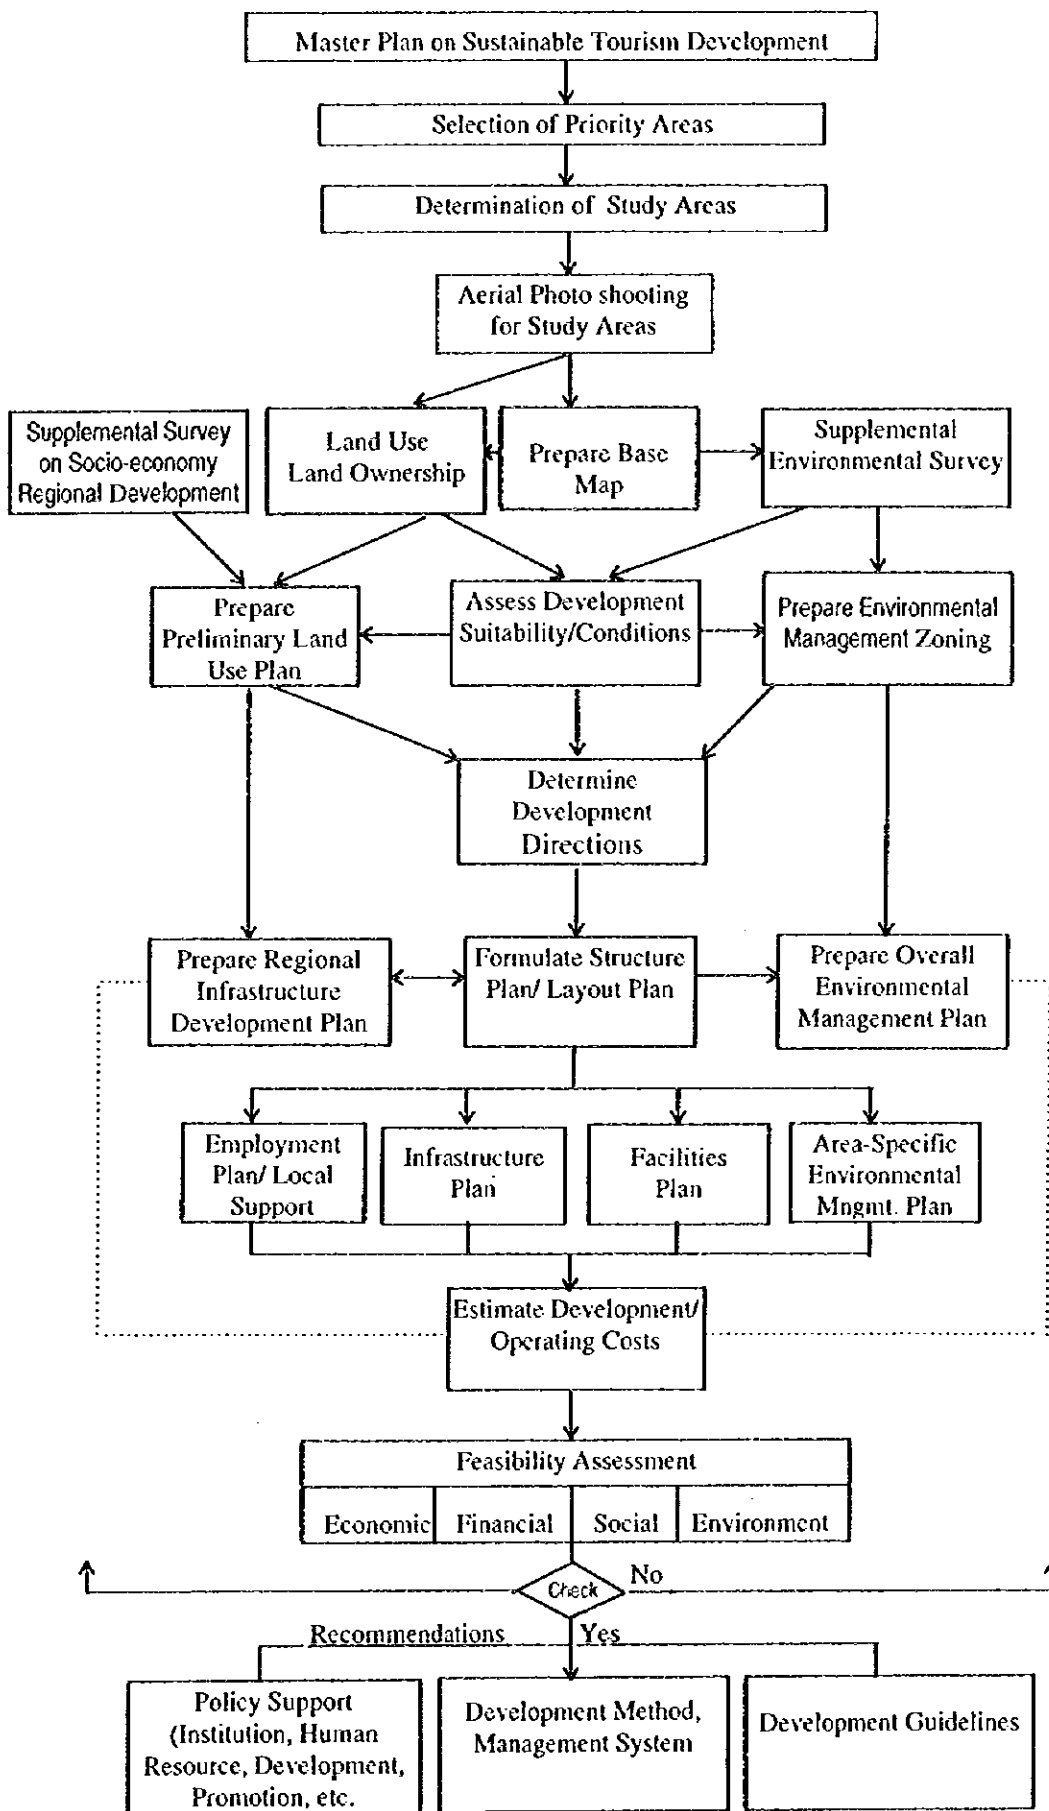 Master Plan on Sustainable Tourism Development
Selection of Priority Areas
Determination of Study Areas
Aerial Photo shooting
for Study Areas
Supplemental Survey
on Socio-economy
Regional Development
Land Use
Land Ownership
Prepare Base
Map
Supplemental
Environmental Survey
Prepare
Preliminary Land
Use Plan
Assess Development
Suitability/Conditions
Prepare Environmental
Management Zoning
Determine
Development
Directions
Prepare Regional
Infrastructure
Development Plan
Formulate Structure
Plan/ Layout Plan
Prepare Overall
Environmental
Management Plan
Employment
Plan/ Local
Support
Infrastructure
Plan
Facilities
Plan
Area-Specific
Environmental
Mngmt. Plan
Estimate Development/
Operating Costs
Feasibility Assessment
Economic
Financial
Social
Environment
Check
No
Recommendations
Yes
Policy Support
(Institution, Human
Resource, Development,
Promotion, etc.
Development Method,
Management System
Development Guidelines